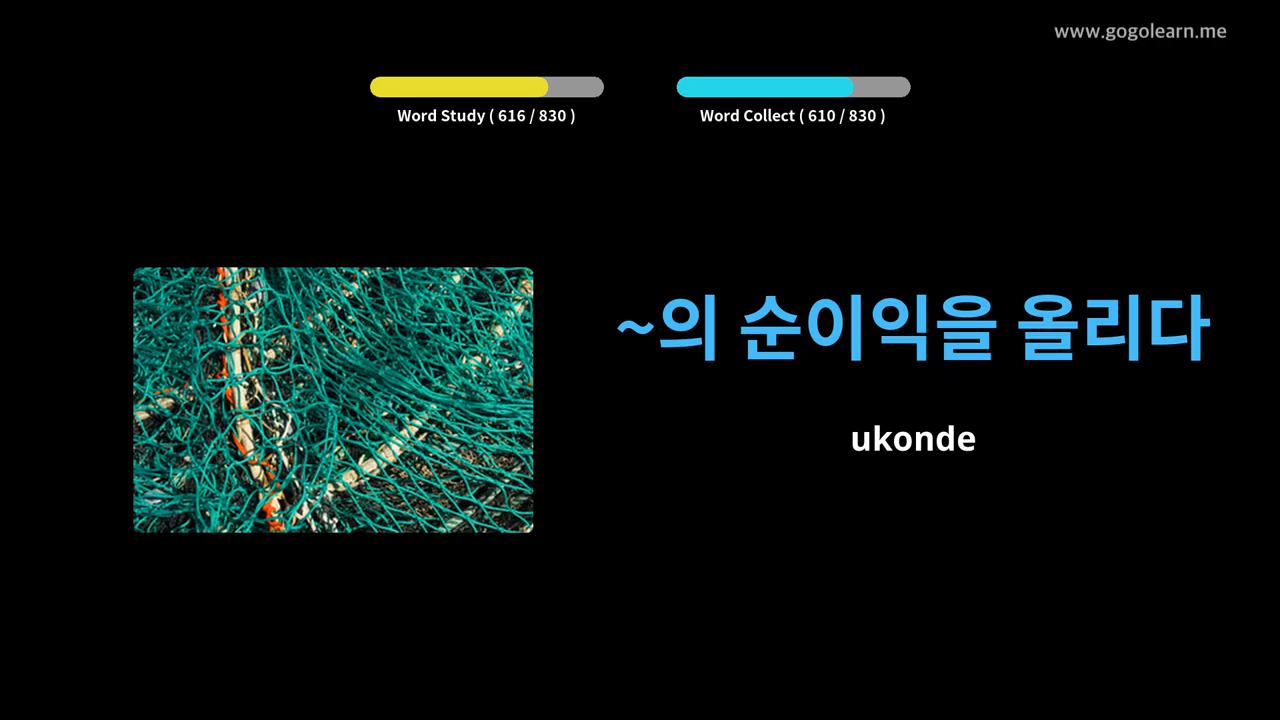 www.gogolearn.me
Word Study ( 616 / 830 )
Word Collect ( 610 / 830 )
~의 순이익을 올리다
ukonde